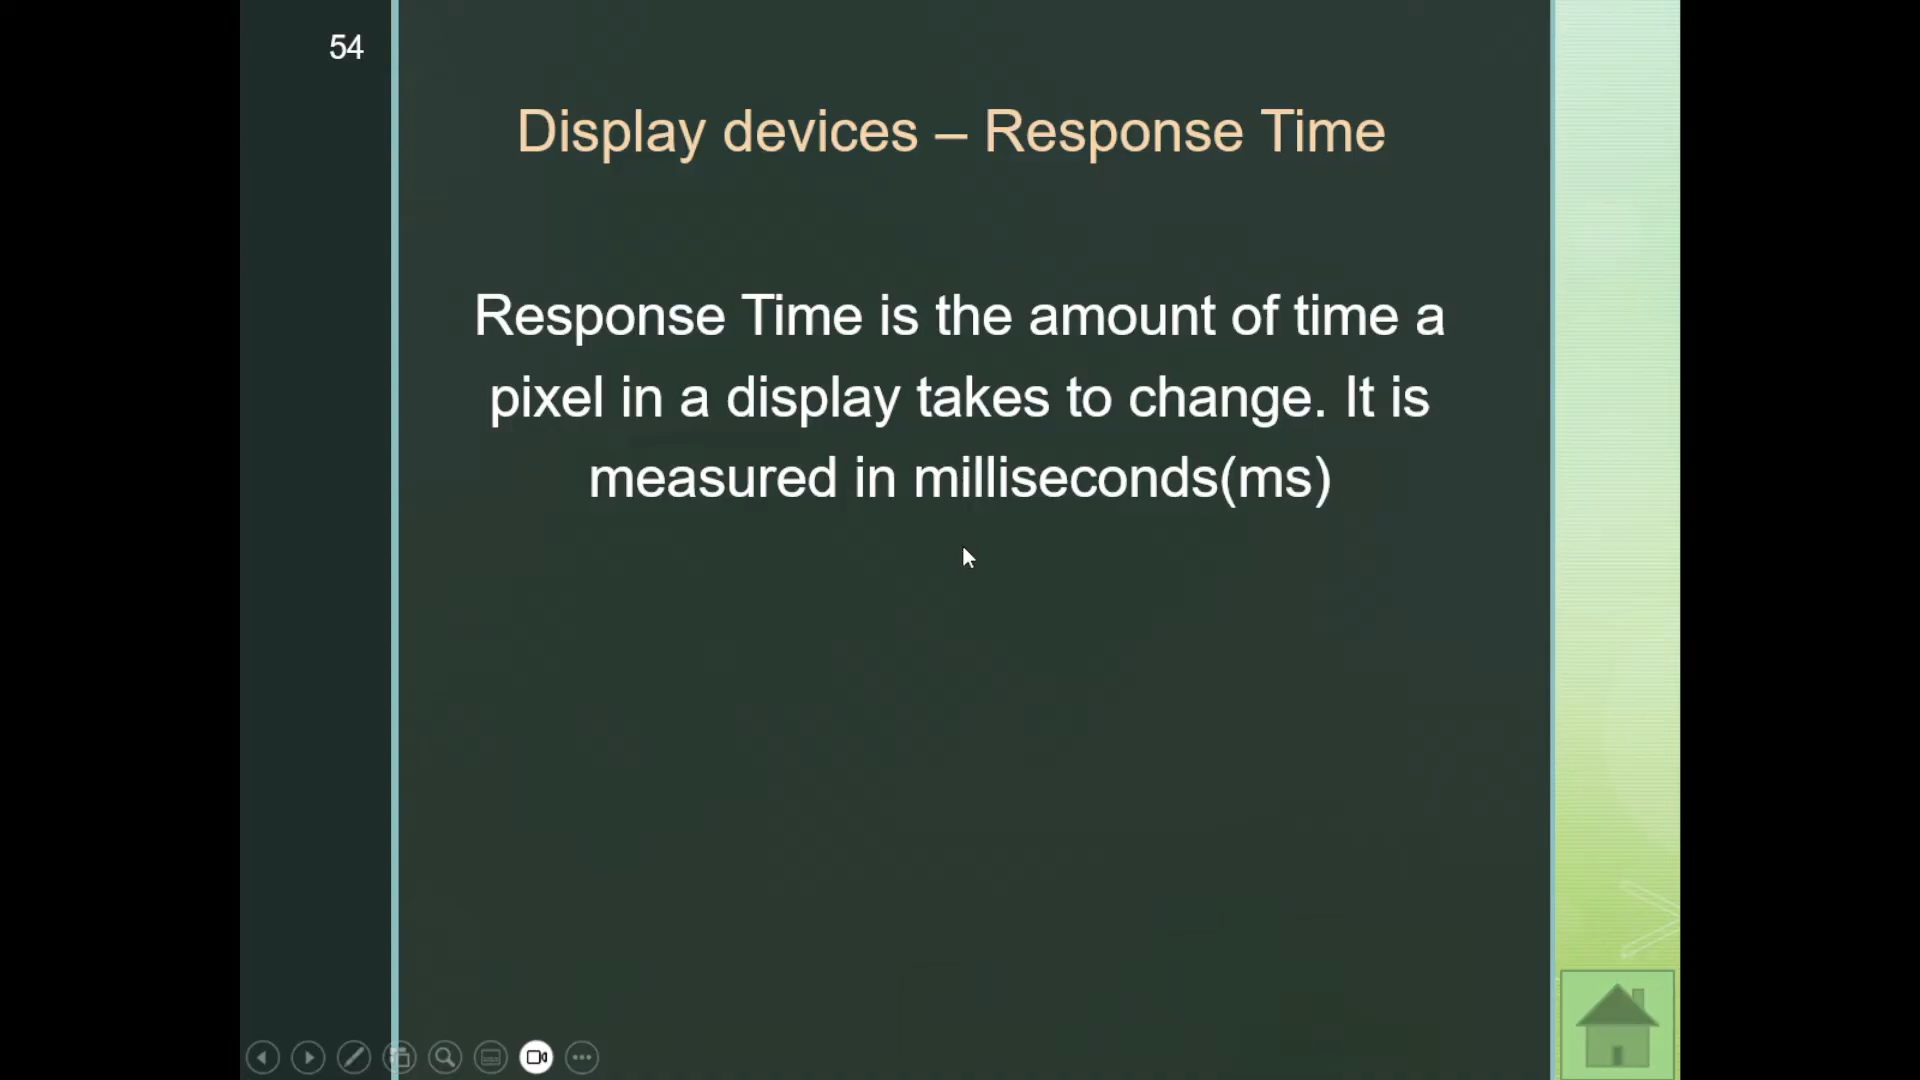 54
Display devices – Response Time
Response Time is the amount of time a
pixel in a display takes to change. It is
measured in milliseconds(ms)